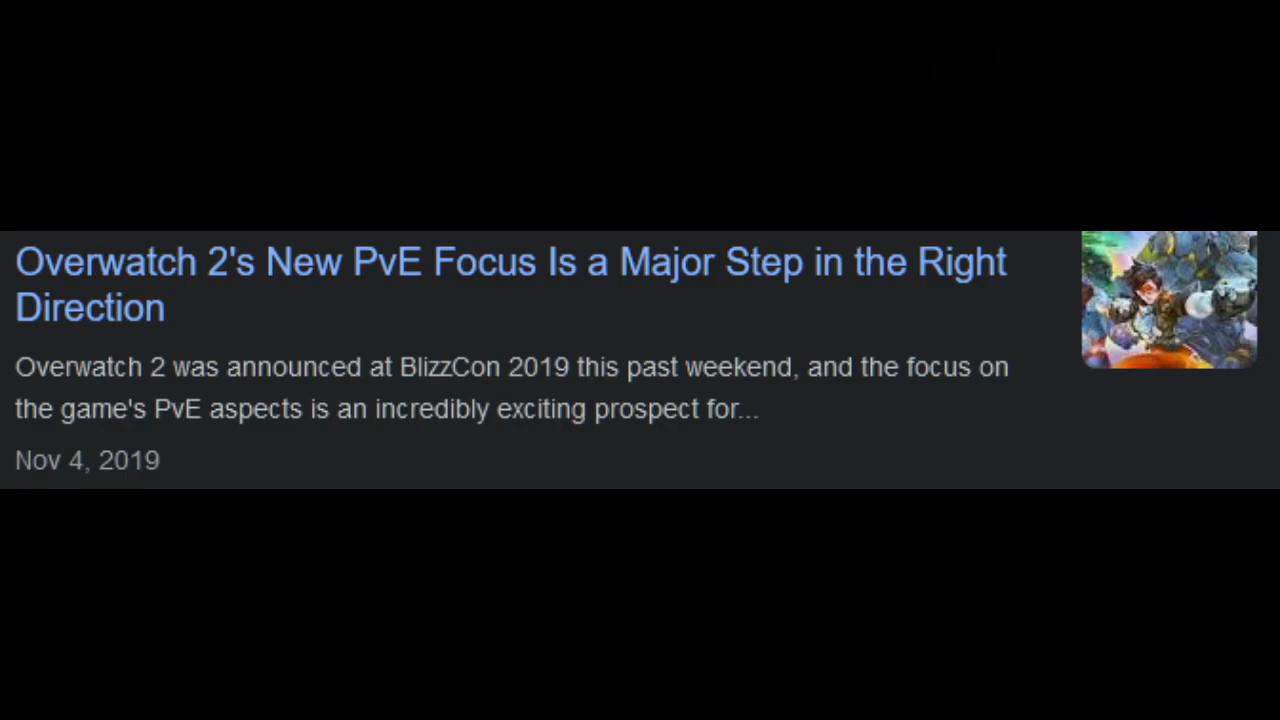 Overwatch 2's New PvE Focus Is a Major Step in the Right
Direction
Overwatch 2 was announced at BlizzCon 2019 this past weekend, and the focus on
the game's PvE aspects is an incredibly exciting prospect for...
Nov 4, 2019